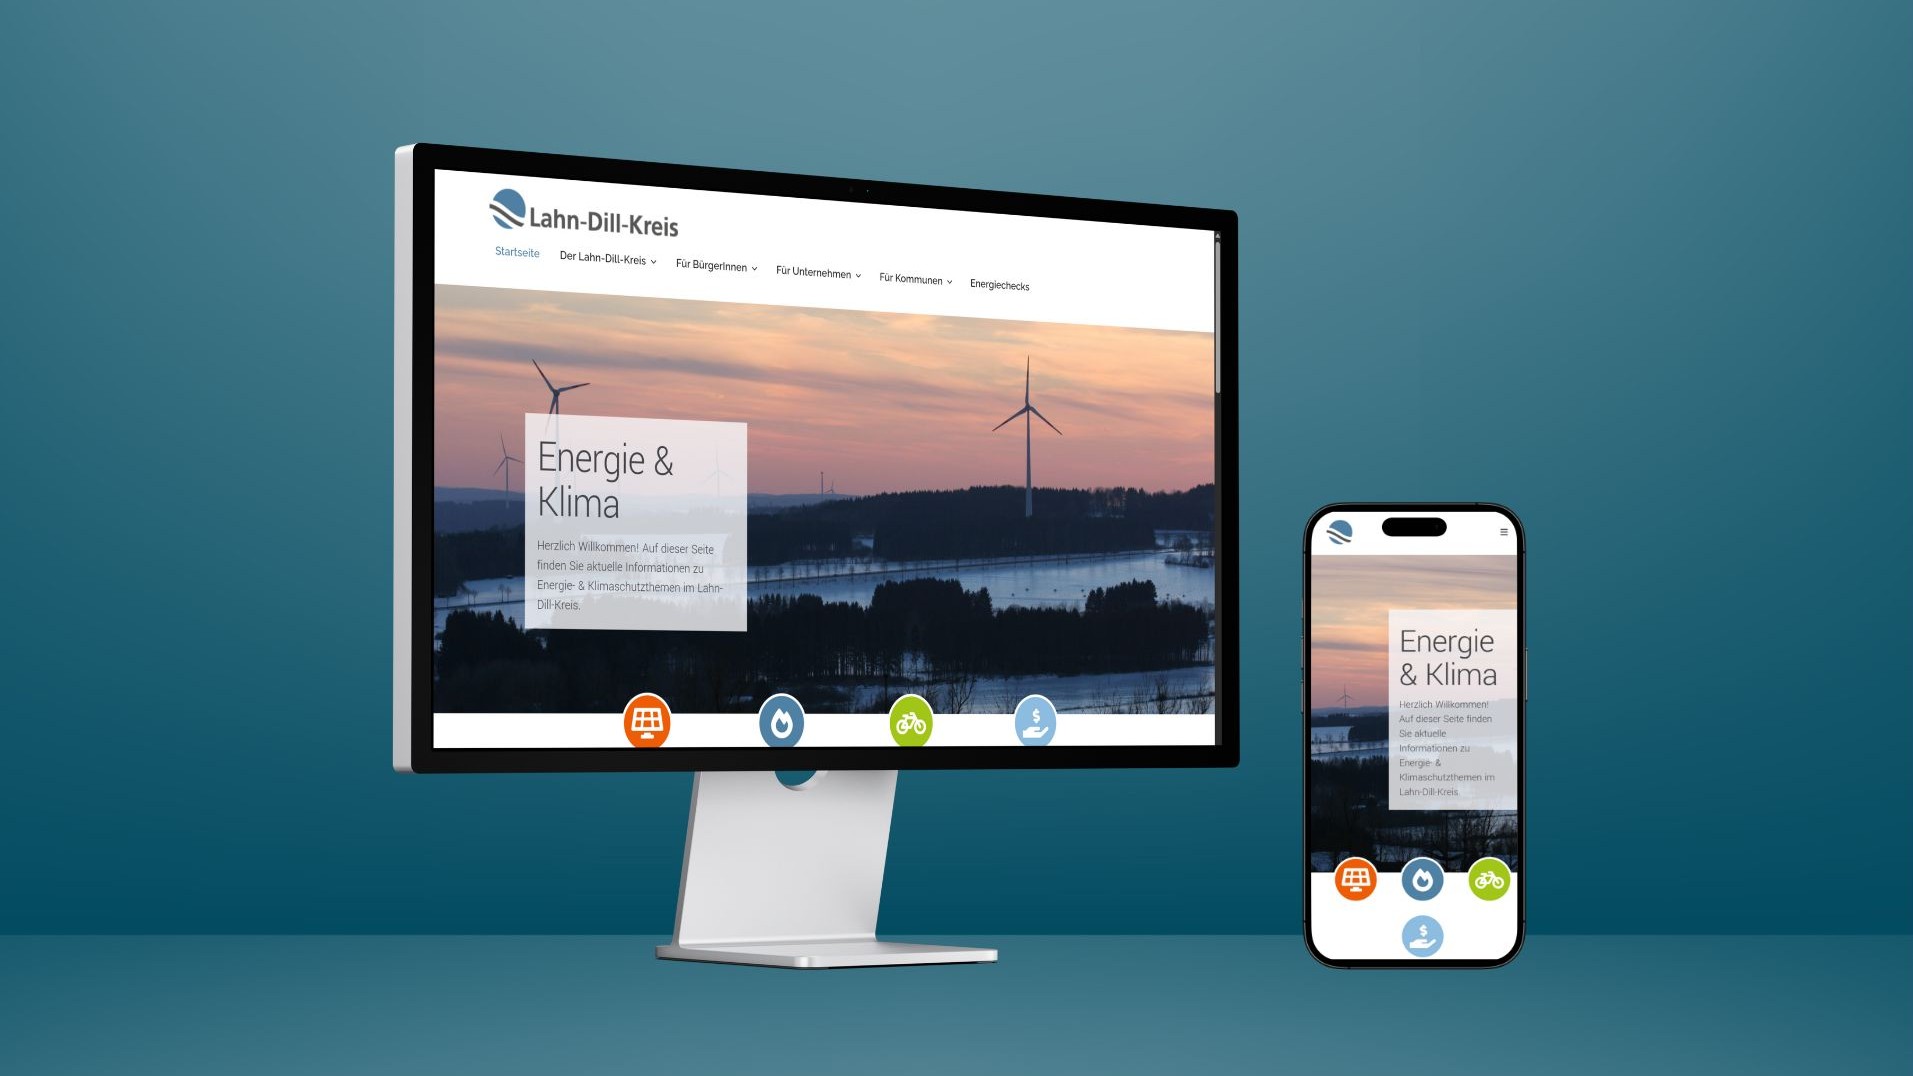 Lahn-Dill-Kreis
Startseite Der Lahn-Dill-Kreis Für BürgerInnen Für Unternehmen Für Kommunen Energiechecks
Energie &
Klima
Herzlich Willkommen! Auf dieser Seite
finden Sie aktuelle Informationen zu
Energie- & Klimaschutzthemen im Lahn-
Dill-Kreis.
$
Energie
& Klima
Herzlich Willkommen!
Auf dieser Seite finden
Sie aktuelle
Informationen zu
Energie- &
Klimaschutzthemen im
Lahn-Dill-Kreis.
$